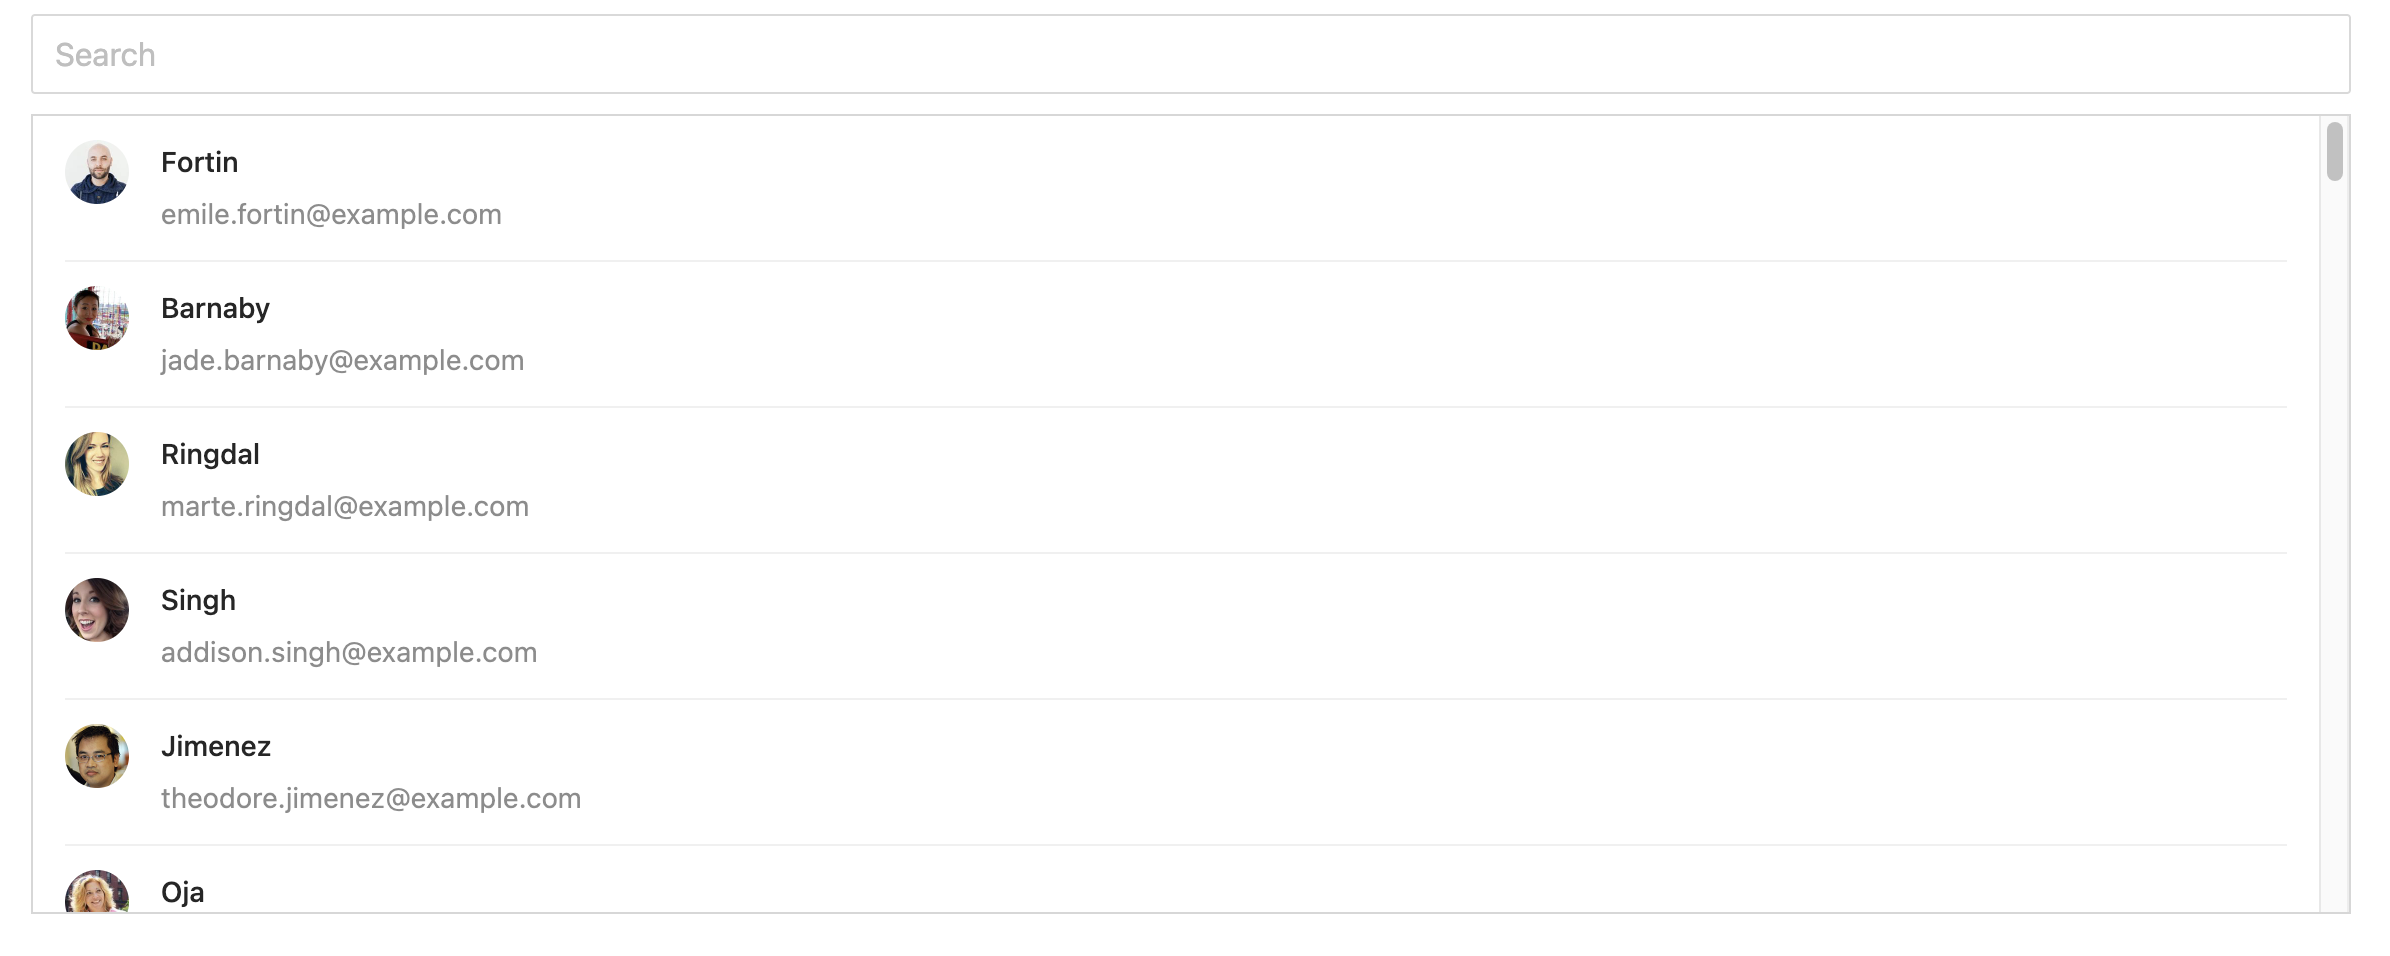 Search
Fortin
emile.fortin@example.com
Barnaby
jade.barnaby@example.com
Ringdal
marte.ringdal@example.com
Singh
addison.singh@example.com
Jimenez
theodore.jimenez@example.com
Oja